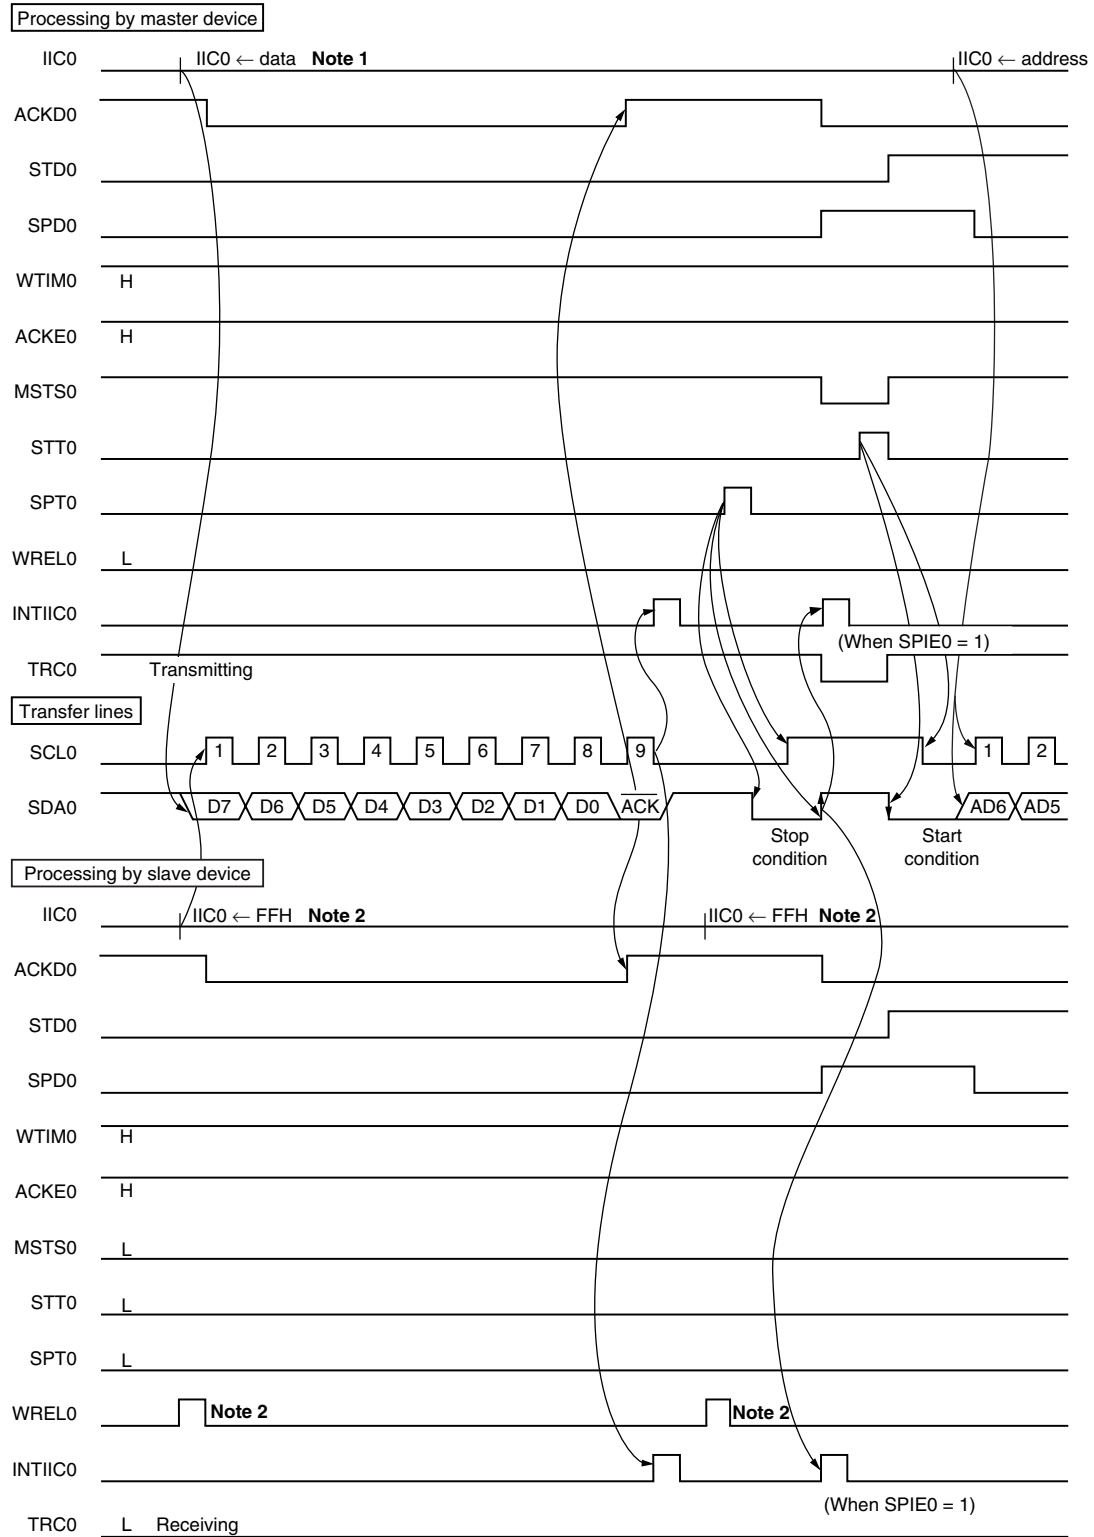 Processing by master device
IIC0 IIC0 ← data Note 1 IIC0 ← address
ACKD0
STD0
SPD0
WTIM0 H
ACKE0 H
MSTS0
STT0
SPT0
WREL0 L
INTIIC0
(When SPIE0 = 1)
TRC0 Transmitting
Transfer lines
SCL0 1 2 3 4 5 6 7 8 9 1 2
SDA0 D7 D6 D5 D4 D3 D2 D1 D0 ACK AD6 AD5
Stop condition
Start condition
Processing by slave device
IIC0 IIC0 ← FFH Note 2 IIC0 ← FFH Note 2
ACKD0
STD0
SPD0
WTIM0 H
ACKE0 H
MSTS0 L
STT0 L
SPT0 L
WREL0 Note 2 Note 2
INTIIC0
(When SPIE0 = 1)
TRC0 L Receiving